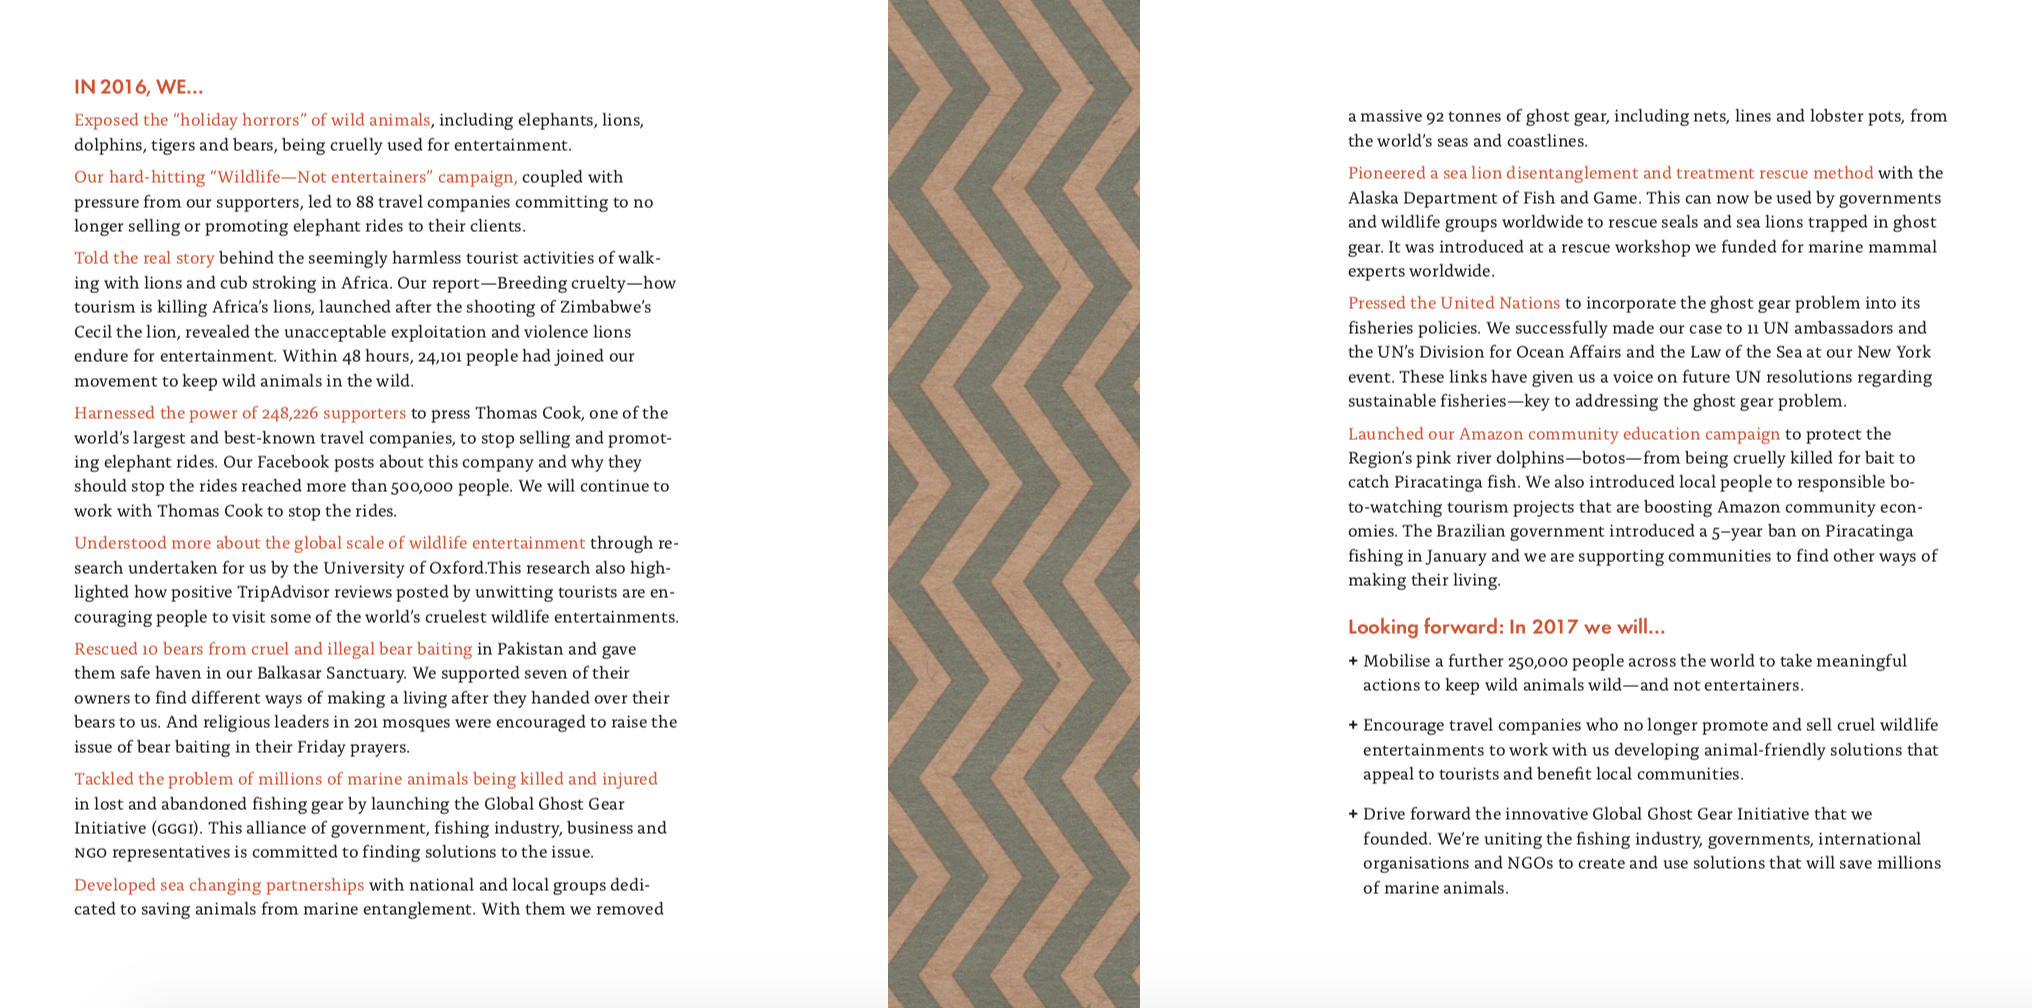 IN 2016, WE...
Exposed the “holiday horrors” of wild animals, including elephants, lions,
dolphins, tigers and bears, being cruelly used for entertainment.
Our hard-hitting “Wildlife—Not entertainers” campaign, coupled with
pressure from our supporters, led to 88 travel companies committing to no
longer selling or promoting elephant rides to their clients.
Told the real story behind the seemingly harmless tourist activities of walk-
ing with lions and cub stroking in Africa. Our report—Breeding cruelty—how
tourism is killing Africa’s lions, launched after the shooting of Zimbabwe’s
Cecil the lion, revealed the unacceptable exploitation and violence lions
endure for entertainment. Within 48 hours, 24,101 people had joined our
movement to keep wild animals in the wild.
Harnessed the power of 248,226 supporters to press Thomas Cook, one of the
world’s largest and best-known travel companies, to stop selling and promot-
ing elephant rides. Our Facebook posts about this company and why they
should stop the rides reached more than 500,000 people. We will continue to
work with Thomas Cook to stop the rides.
Understood more about the global scale of wildlife entertainment through re-
search undertaken for us by the University of Oxford.This research also high-
lighted how positive TripAdvisor reviews posted by unwitting tourists are en-
couraging people to visit some of the world’s cruelest wildlife entertainments.
Rescued 10 bears from cruel and illegal bear baiting in Pakistan and gave
them safe haven in our Balkasar Sanctuary. We supported seven of their
owners to find different ways of making a living after they handed over their
bears to us. And religious leaders in 201 mosques were encouraged to raise the
issue of bear baiting in their Friday prayers.
Tackled the problem of millions of marine animals being killed and injured
in lost and abandoned fishing gear by launching the Global Ghost Gear
Initiative (GGGI). This alliance of government, fishing industry, business and
NGO representatives is committed to finding solutions to the issue.
Developed sea changing partnerships with national and local groups dedi-
cated to saving animals from marine entanglement. With them we removed
a massive 92 tonnes of ghost gear, including nets, lines and lobster pots, from
the world’s seas and coastlines.
Pioneered a sea lion disentanglement and treatment rescue method with the
Alaska Department of Fish and Game. This can now be used by governments
and wildlife groups worldwide to rescue seals and sea lions trapped in ghost
gear. It was introduced at a rescue workshop we funded for marine mammal
experts worldwide.
Pressed the United Nations to incorporate the ghost gear problem into its
fisheries policies. We successfully made our case to 11 UN ambassadors and
the UN’s Division for Ocean Affairs and the Law of the Sea at our New York
event. These links have given us a voice on future UN resolutions regarding
sustainable fisheries—key to addressing the ghost gear problem.
Launched our Amazon community education campaign to protect the
Region’s pink river dolphins—botos—from being cruelly killed for bait to
catch Piracatinga fish. We also introduced local people to responsible bo-
to-watching tourism projects that are boosting Amazon community econ-
omies. The Brazilian government introduced a 5–year ban on Piracatinga
fishing in January and we are supporting communities to find other ways of
making their living.
Looking forward: In 2017 we will...
+ Mobilise a further 250,000 people across the world to take meaningful
actions to keep wild animals wild—and not entertainers.
+ Encourage travel companies who no longer promote and sell cruel wildlife
entertainments to work with us developing animal-friendly solutions that
appeal to tourists and benefit local communities.
+ Drive forward the innovative Global Ghost Gear Initiative that we
founded. We’re uniting the fishing industry, governments, international
organisations and NGOs to create and use solutions that will save millions
of marine animals.